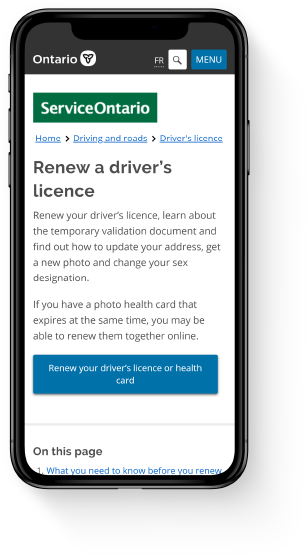 Ontario FR MENU
ServiceOntario
Home > Driving and roads > Driver's licence
Renew a driver's
licence
Renew your driver's licence, learn about
the temporary validation document and
find out how to update your address, get
a new photo and change your sex
designation.
If you have a photo health card that
expires at the same time, you may be
able to renew them together online.
Renew your driver's licence or health
card
On this page
1. What you need to know before you renew